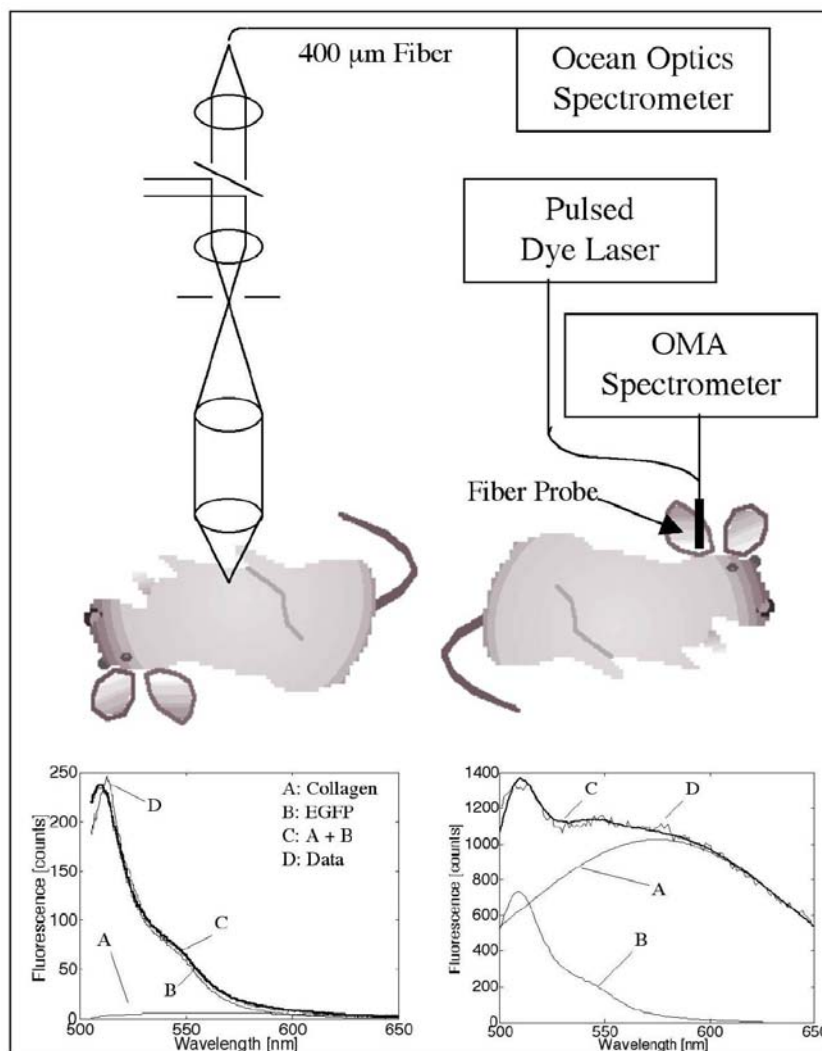 400 μm Fiber
Ocean Optics
Spectrometer
Pulsed
Dye Laser
OMA
Spectrometer
Fiber Probe
250
200
150
100
50
0
500
550
600
650
Fluorescence [counts]
Wavelength [nm]
A: Collagen
B: EGFP
C: A + B
D: Data
D
C
A
B
1400
1200
1000
800
600
400
200
0
500
550
600
650
Fluorescence [counts]
Wavelength [nm]
C
D
A
B